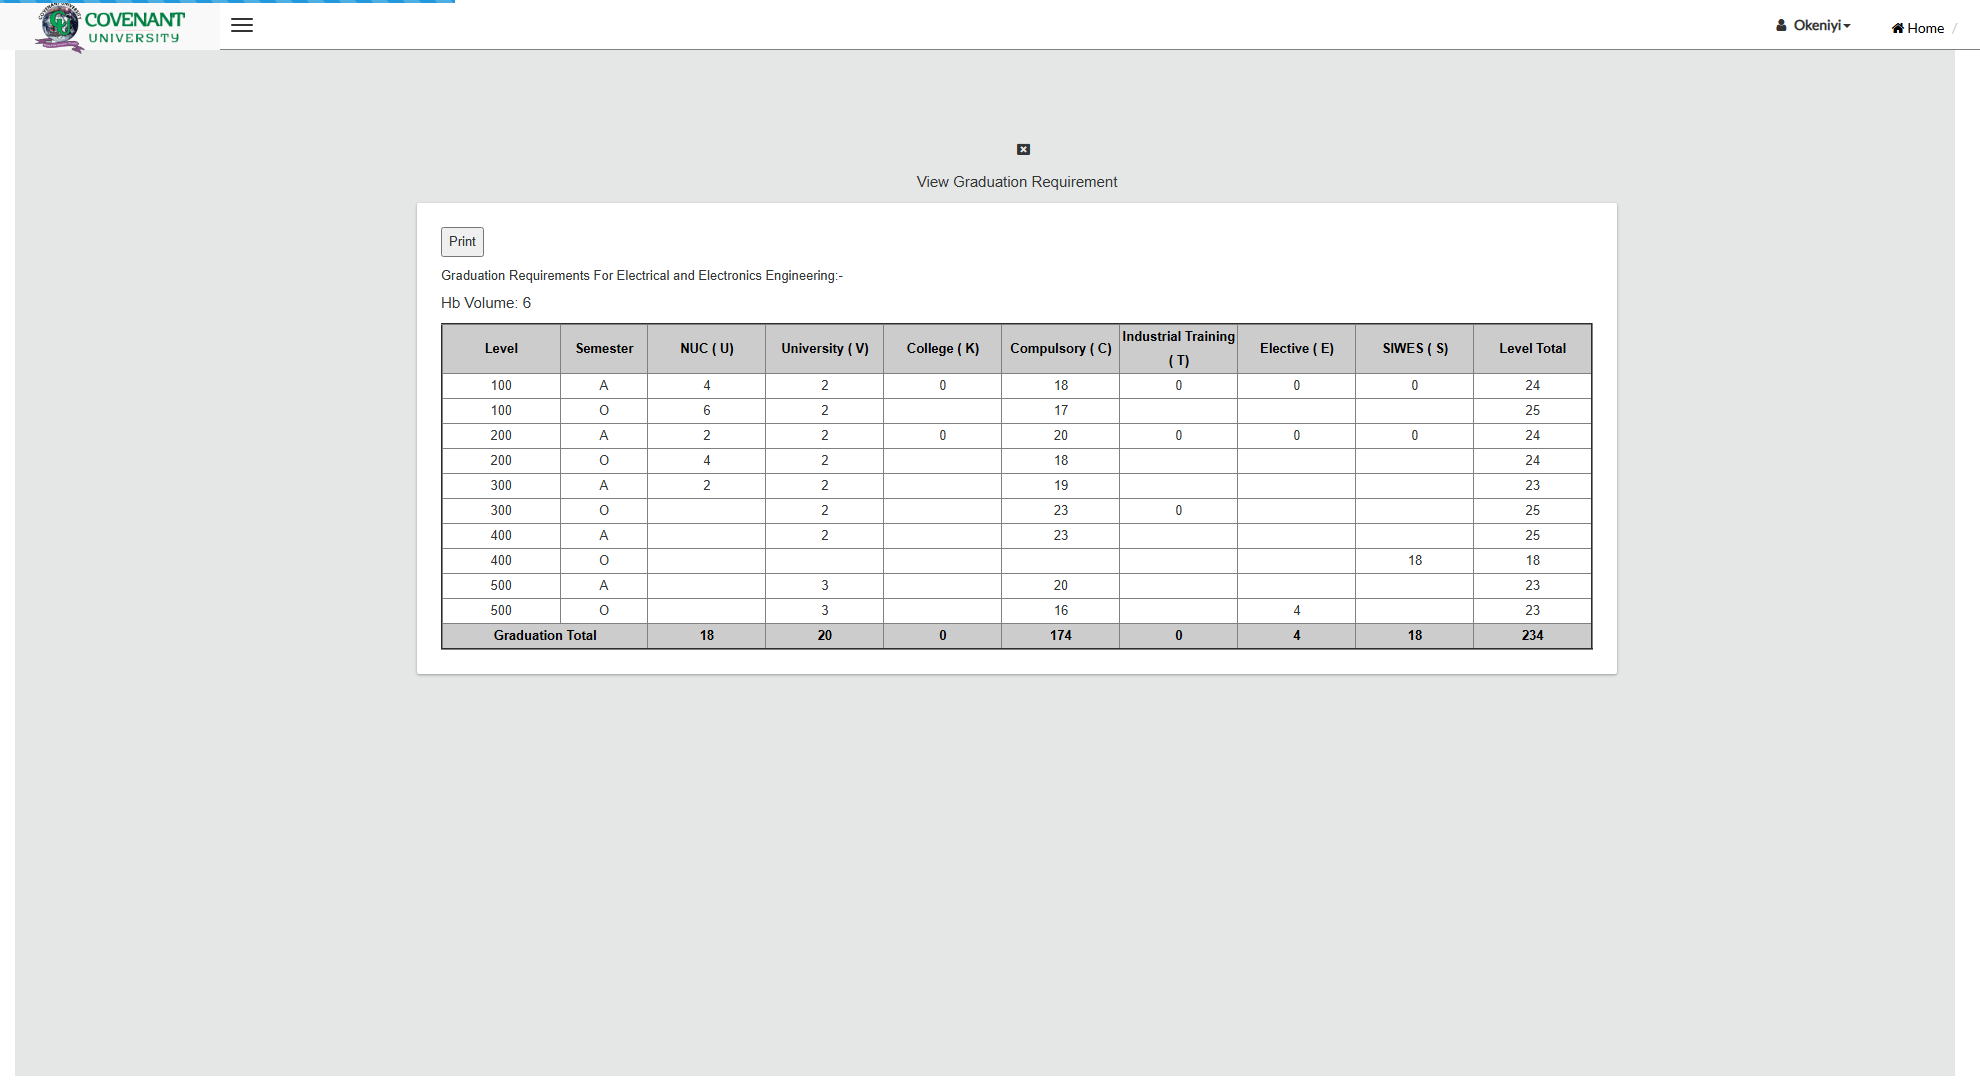 COVENANT
UNIVERSITY
Okeniyi
Home /
View Graduation Requirement
Print
Graduation Requirements For Electrical and Electronics Engineering:-
Hb Volume: 6
Level Semester NUC ( U) University ( V) College ( K) Compulsory ( C) Industrial Training ( T) Elective ( E) SIWES ( S) Level Total
100 A 4 2 0 18 0 0 0 24
100 O 6 2 17 25
200 A 2 2 0 20 0 0 0 24
200 O 4 2 18 24
300 A 2 2 19 23
300 O 2 23 0 25
400 A 2 23 25
400 O 18 18
500 A 3 20 23
500 O 3 16 4 23
Graduation Total 18 20 0 174 0 4 18 234